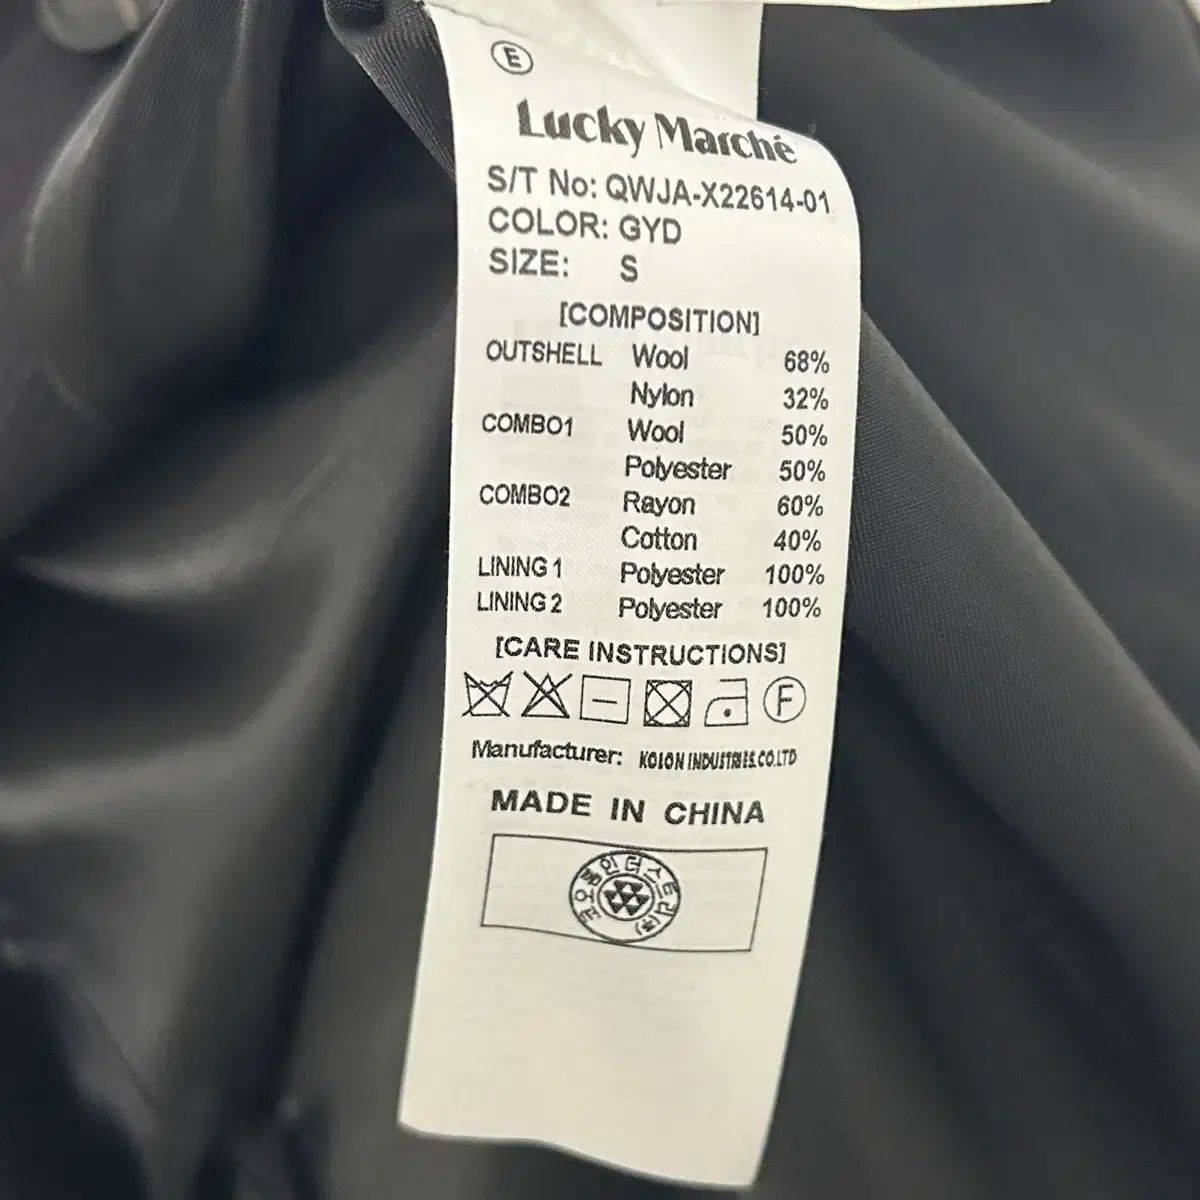 E
Lucky Marché
S/T No: QWJA-X22614-01
COLOR: GYD
SIZE: S
[COMPOSITION]
OUTSHELL Wool 68%
Nylon 32%
COMBO1 Wool 50%
Polyester 50%
COMBO2 Rayon 60%
Cotton 40%
LINING 1 Polyester 100%
LINING 2 Polyester 100%
[CARE INSTRUCTIONS]
F
Manufacturer: KOLON INDUSTRIES.CO.LTD
MADE IN CHINA
코오롱인더스트리(주)